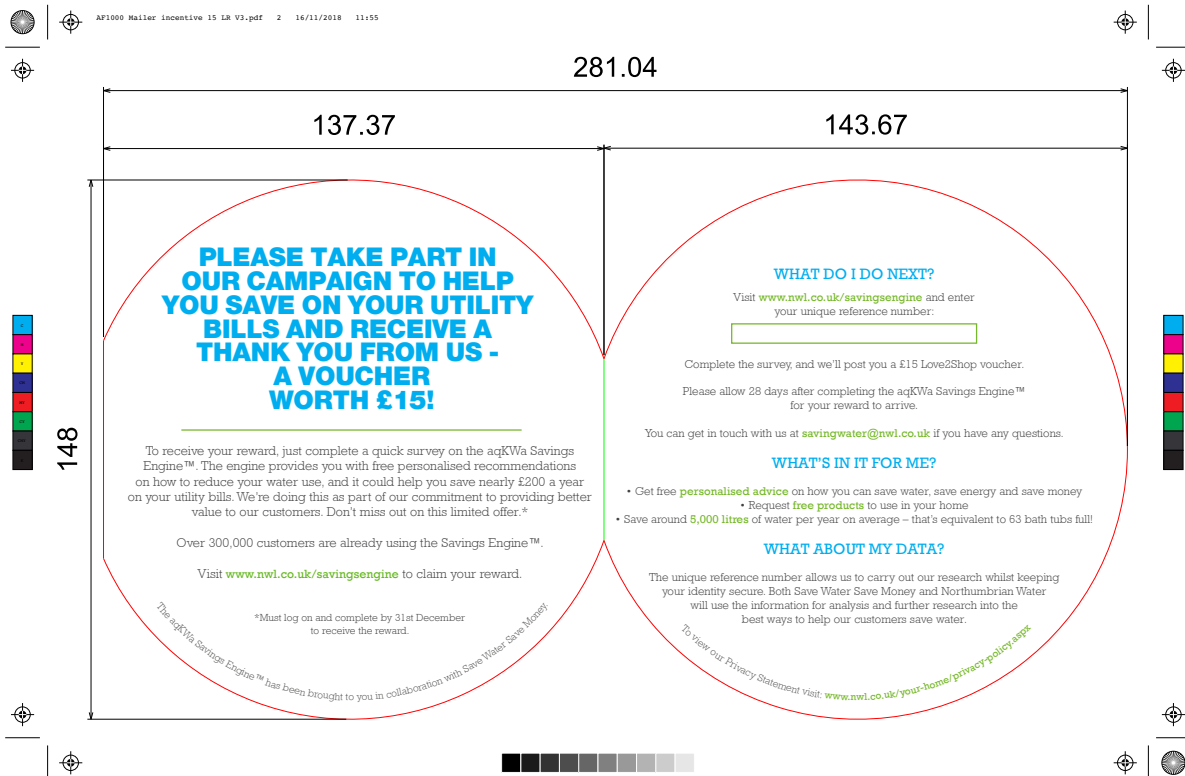 AF1000 Mailer incentive 15 LR V3.pdf 2 16/11/2018 11:55
281.04
137.37
143.67
148
PLEASE TAKE PART IN
OUR CAMPAIGN TO HELP
YOU SAVE ON YOUR UTILITY
BILLS AND RECEIVE A
THANK YOU FROM US -
A VOUCHER
WORTH £15!
To receive your reward, just complete a quick survey on the aqKWa Savings
Engine™. The engine provides you with free personalised recommendations
on how to reduce your water use, and it could help you save nearly £200 a year
on your utility bills. We're doing this as part of our commitment to providing better
value to our customers. Don't miss out on this limited offer.*
Over 300,000 customers are already using the Savings Engine™.
Visit www.nwl.co.uk/savingsengine to claim your reward.
*Must log on and complete by 31st December
to receive the reward.
The aqKWa Savings Engine™ has been brought to you in collaboration with Save Water Save Money.
WHAT DO I DO NEXT?
Visit www.nwl.co.uk/savingsengine and enter
your unique reference number:
Complete the survey, and we'll post you a £15 Love2Shop voucher.
Please allow 28 days after completing the aqKWa Savings Engine™
for your reward to arrive.
You can get in touch with us at savingwater@nwl.co.uk if you have any questions.
WHAT'S IN IT FOR ME?
• Get free personalised advice on how you can save water, save energy and save money
• Request free products to use in your home
• Save around 5,000 litres of water per year on average – that's equivalent to 63 bath tubs full!
WHAT ABOUT MY DATA?
The unique reference number allows us to carry out our research whilst keeping
your identity secure. Both Save Water Save Money and Northumbrian Water
will use the information for analysis and further research into the
best ways to help our customers save water.
To view our Privacy Statement visit: www.nwl.co.uk/your-home/privacy-policy.aspx